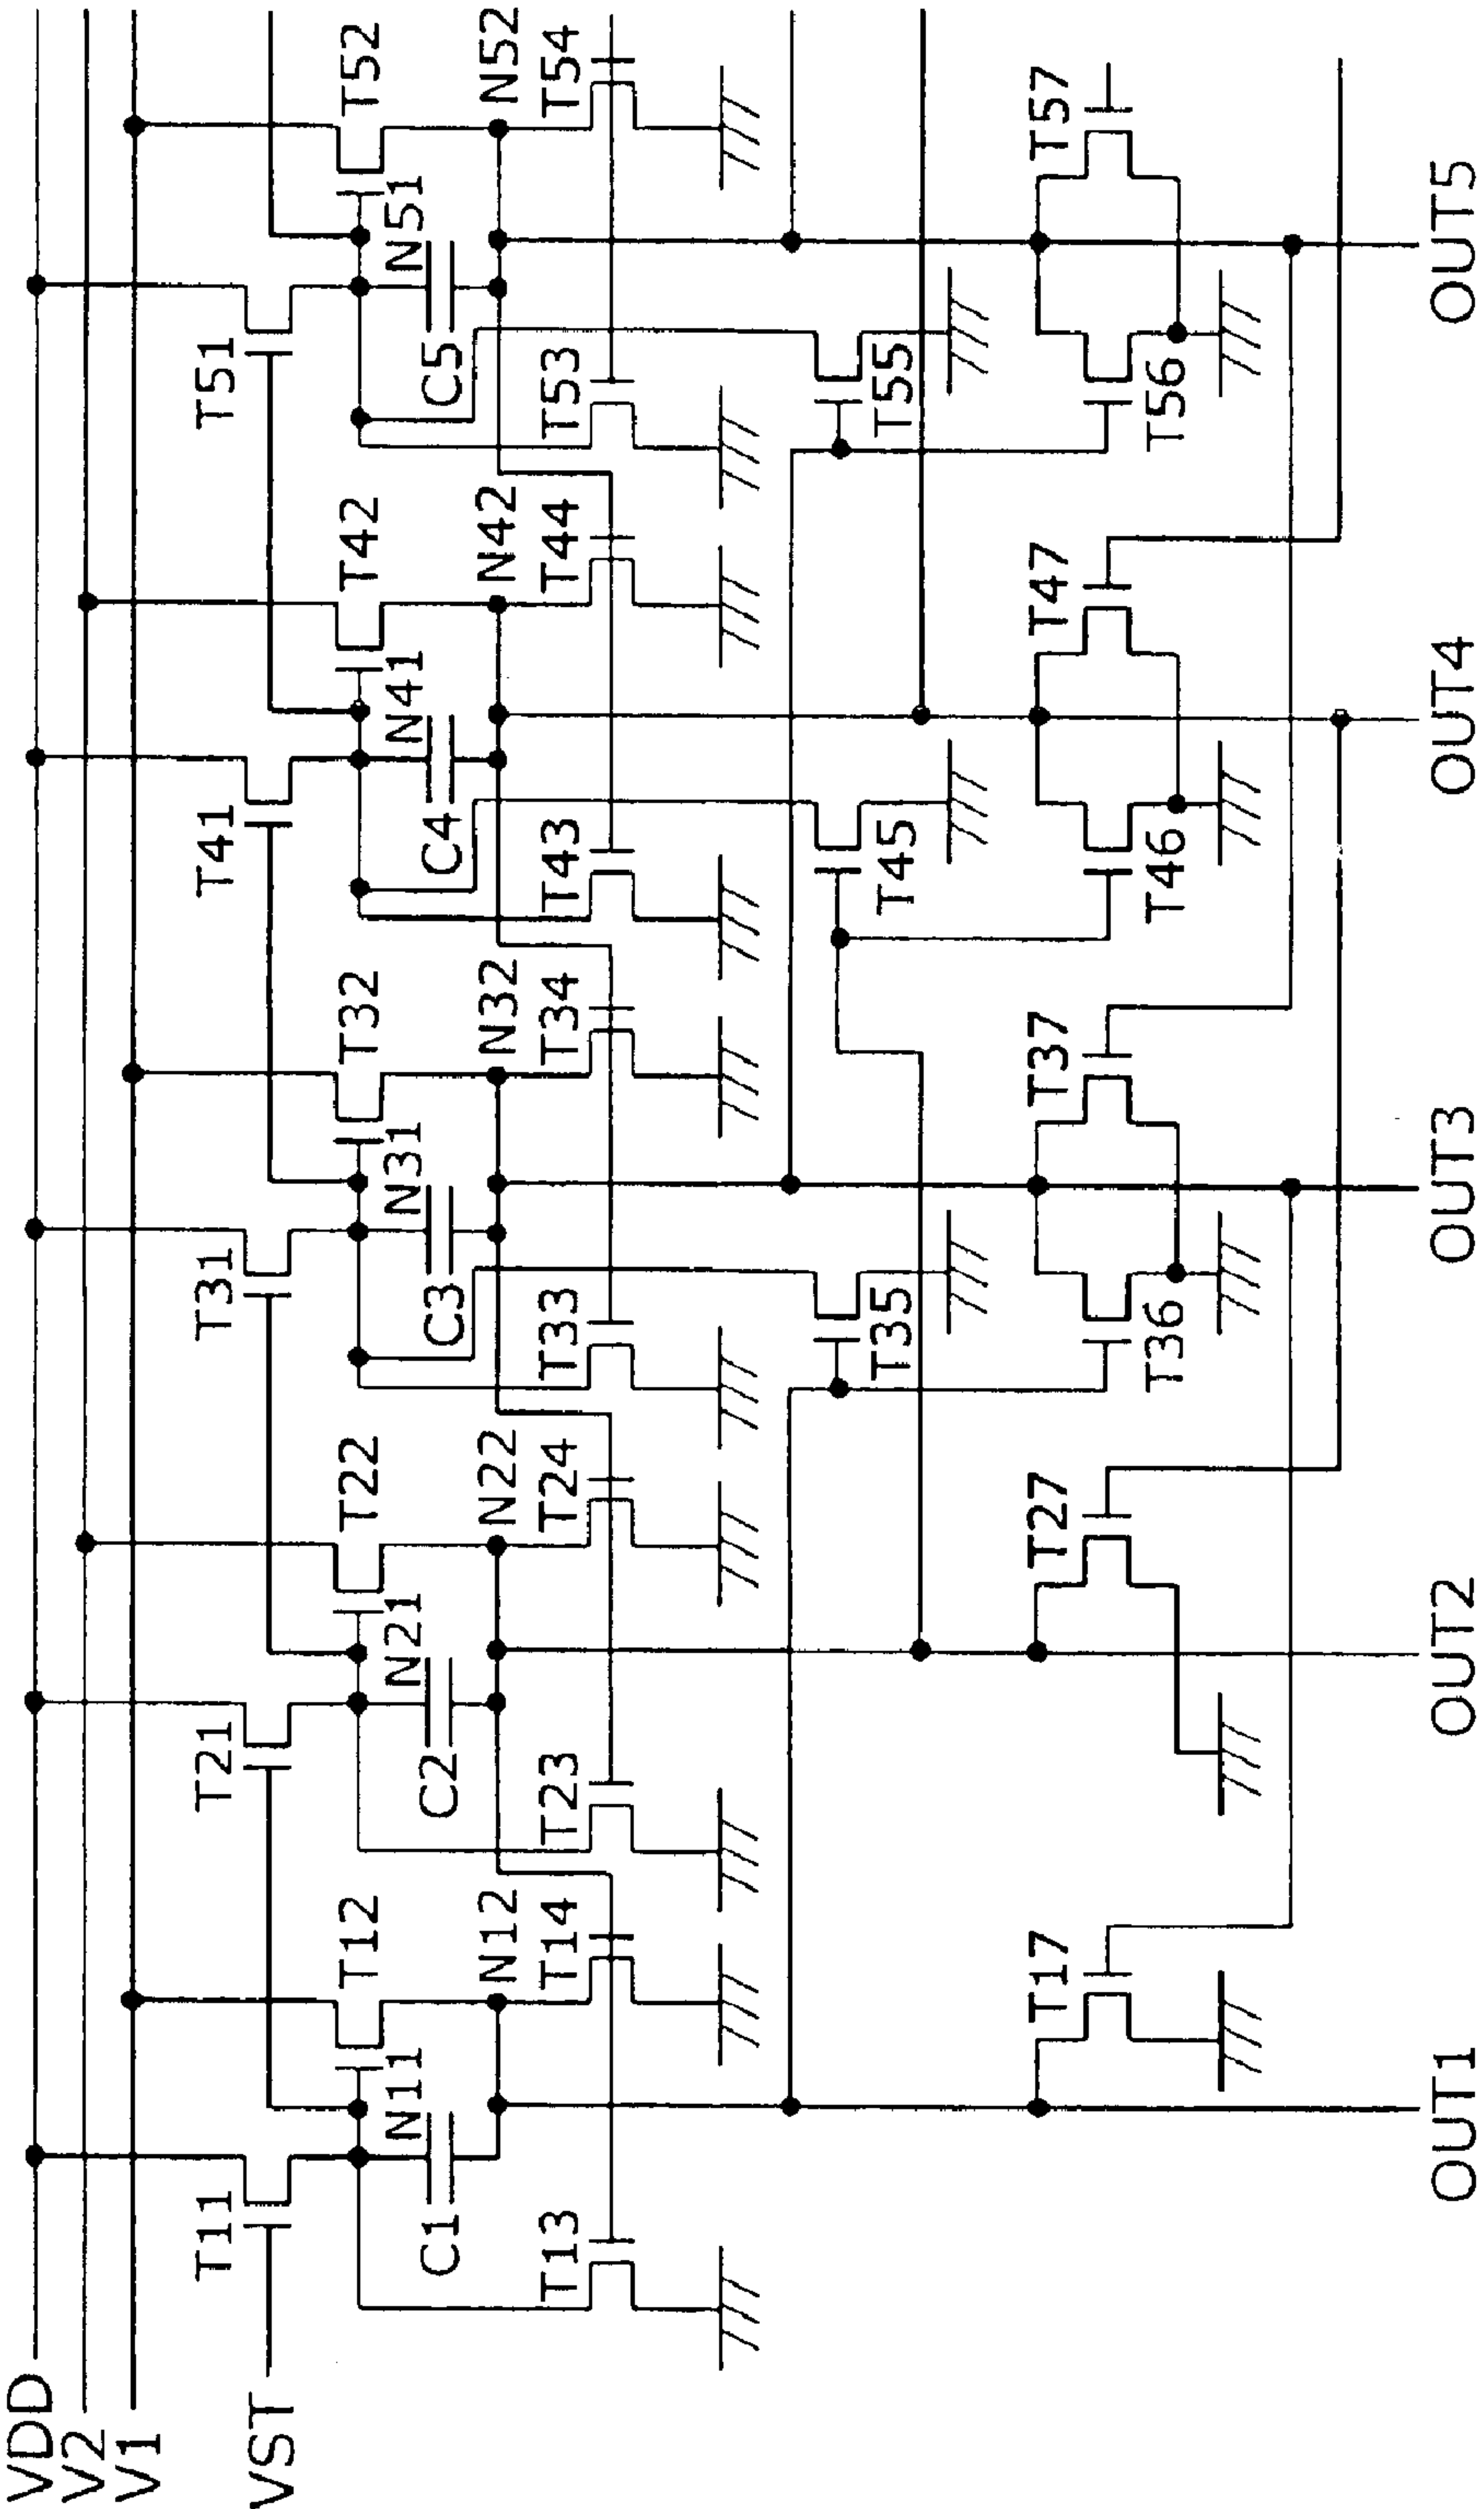 VDD
V2
V1
VST
T11
T21
T31
T41
T51
T12
T22
T32
T42
T52
N11
N21
N31
N41
N51
C1
C2
C3
C4
C5
N12
N22
N32
N42
N52
T13
T14
T23
T24
T33
T34
T43
T44
T53
T54
T35
T45
T55
T17
T27
T37
T47
T57
T36
T46
T56
OUT1
OUT2
OUT3
OUT4
OUT5